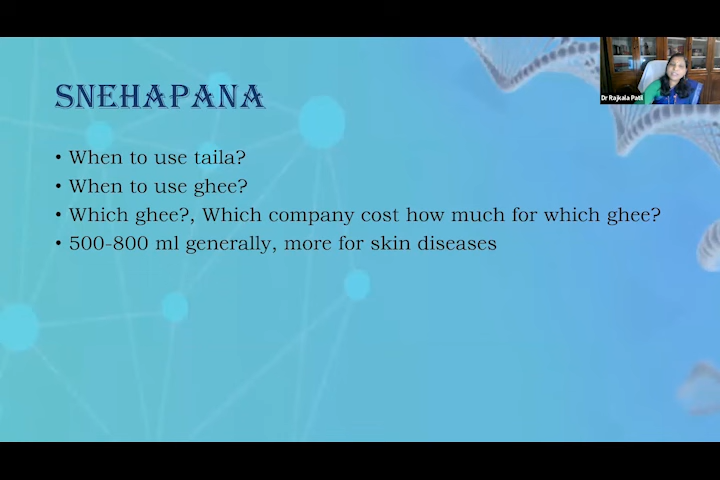 SNEHAPANA
• When to use taila?
• When to use ghee?
• Which ghee?, Which company cost how much for which ghee?
• 500-800 ml generally, more for skin diseases
Dr Rajkala Patil